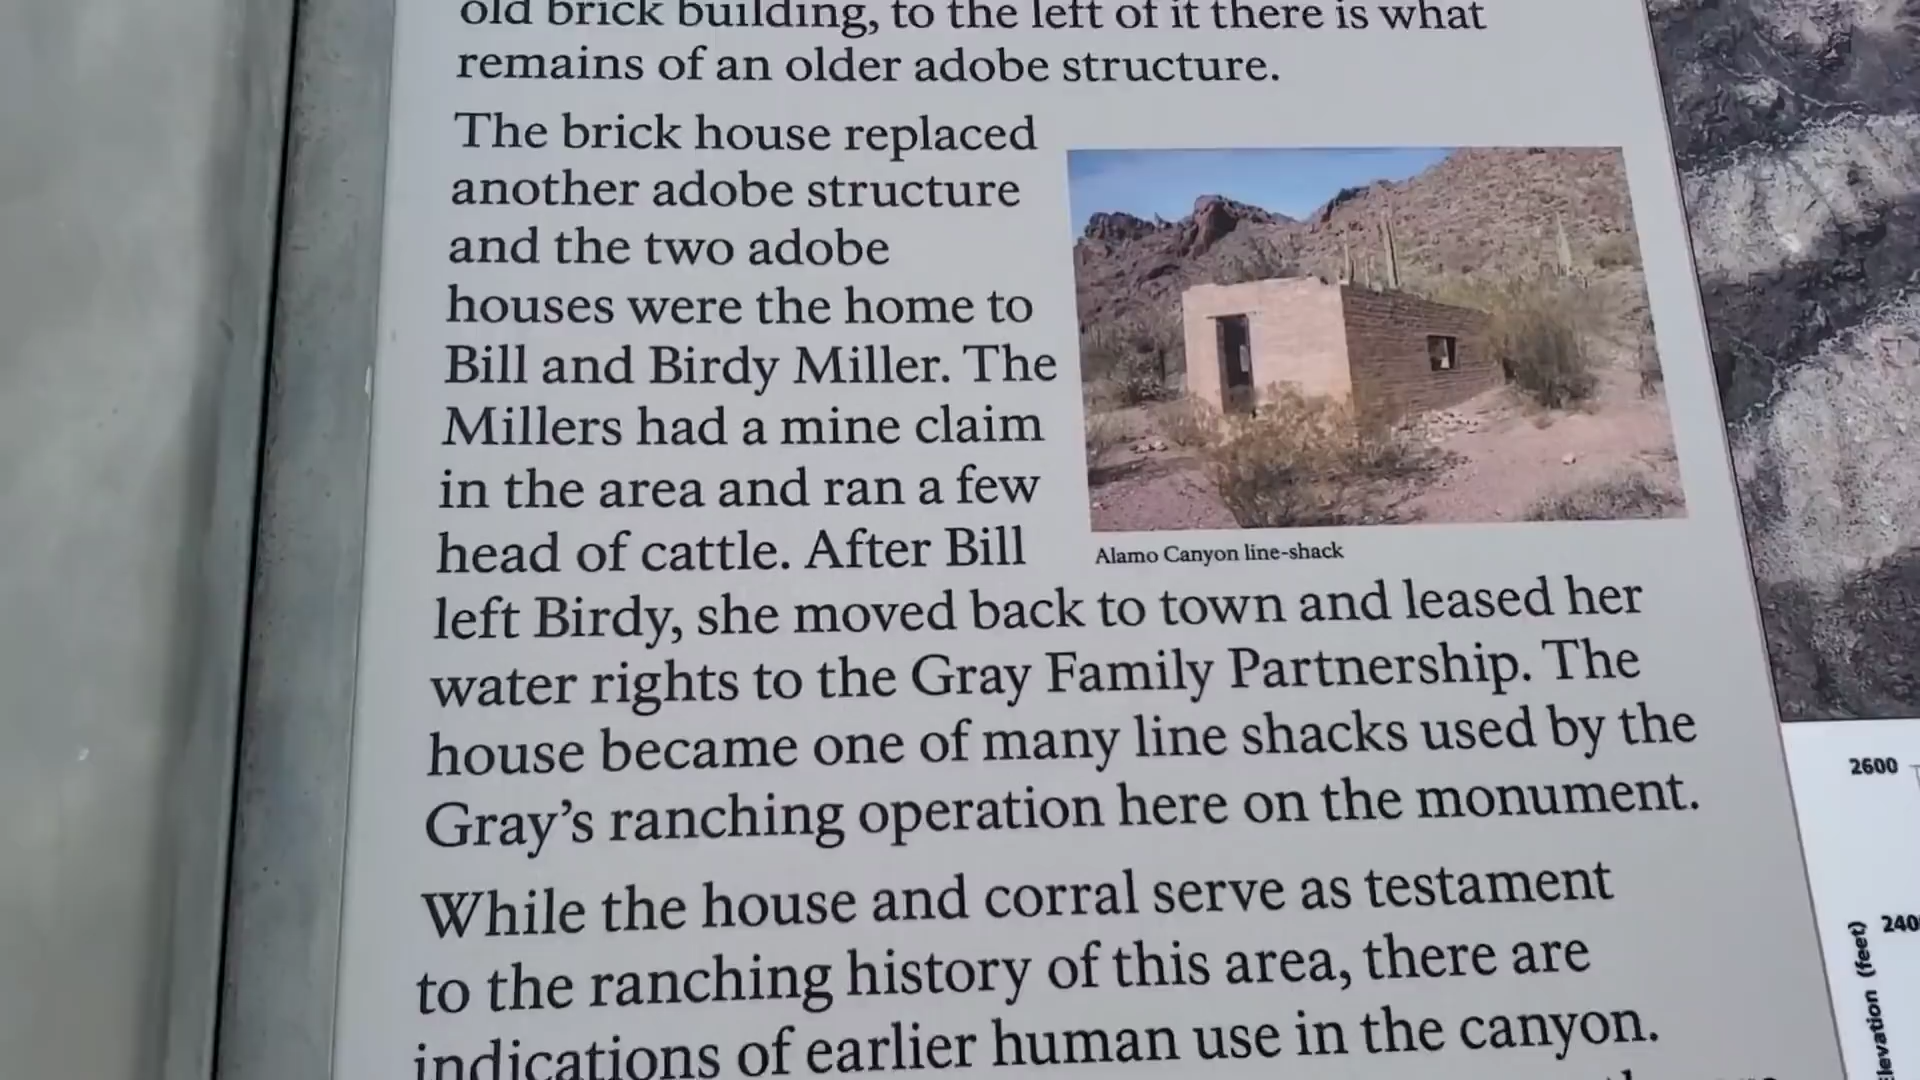 old brick building, to the left of it there is what
remains of an older adobe structure.
The brick house replaced
another adobe structure
and the two adobe
houses were the home to
Bill and Birdy Miller. The
Millers had a mine claim
in the area and ran a few
head of cattle. After Bill
left Birdy, she moved back to town and leased her
water rights to the Gray Family Partnership. The
house became one of many line shacks used by the
Gray’s ranching operation here on the monument.
While the house and corral serve as testament
to the ranching history of this area, there are
indications of earlier human use in the canyon.
Alamo Canyon line-shack
2600
240
levation (feet)